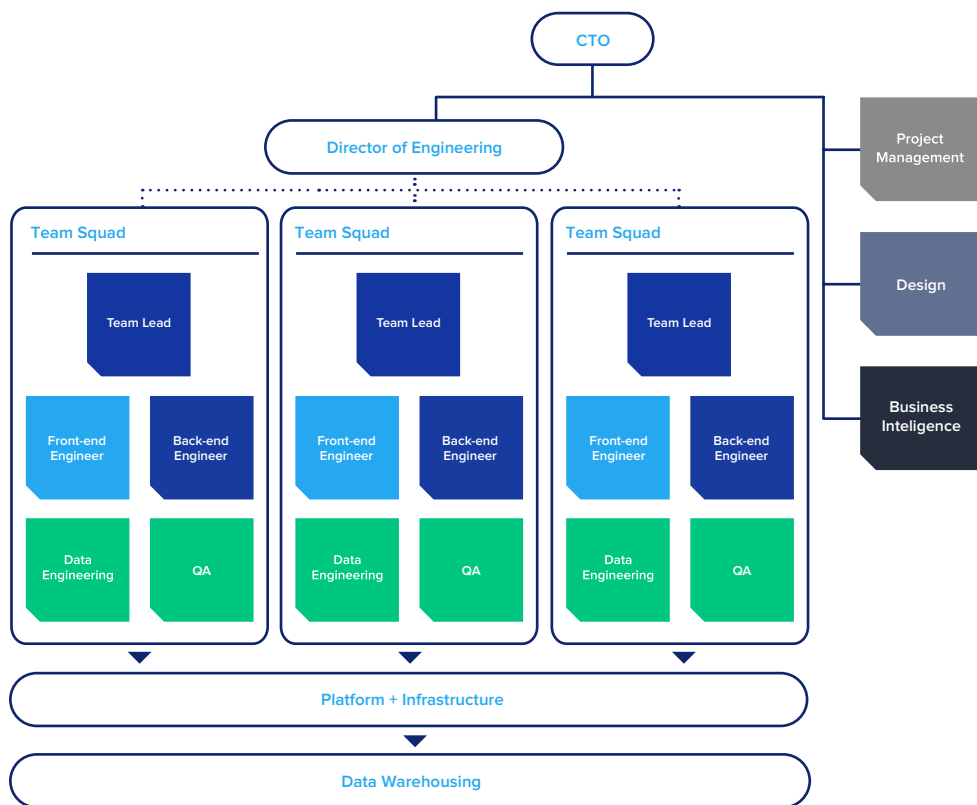 CTO
Director of Engineering
Project
Management
Design
Business
Inteligence
Team Squad
Team Lead
Front-end
Engineer
Back-end
Engineer
Data
Engineering
QA
Team Squad
Team Lead
Front-end
Engineer
Back-end
Engineer
Data
Engineering
QA
Team Squad
Team Lead
Front-end
Engineer
Back-end
Engineer
Data
Engineering
QA
Platform + Infrastructure
Data Warehousing